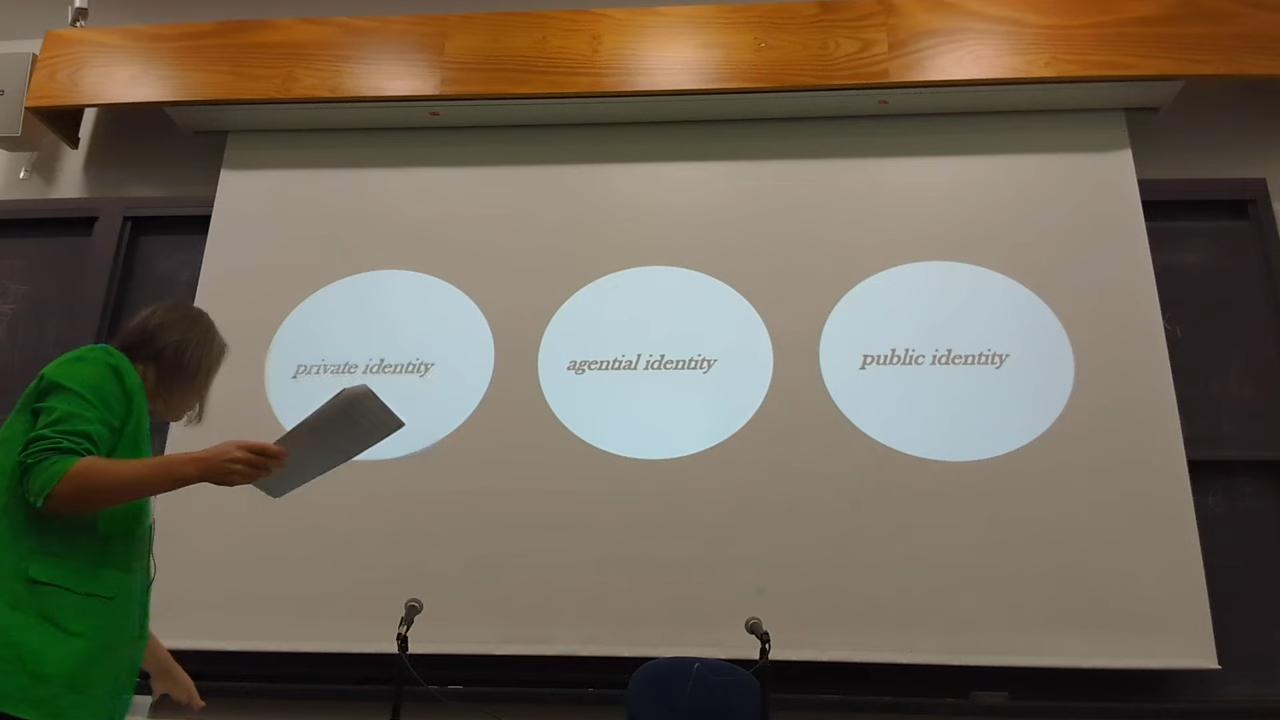 private identity
agential identity
public identity